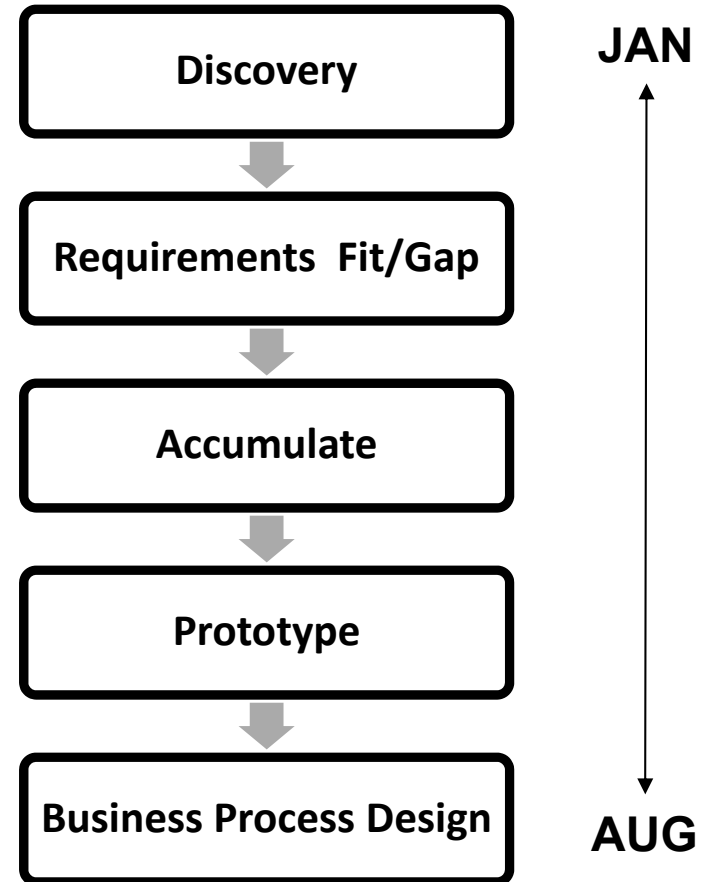 Discovery
JAN
Requirements Fit/Gap
Accumulate
Prototype
Business Process Design
AUG